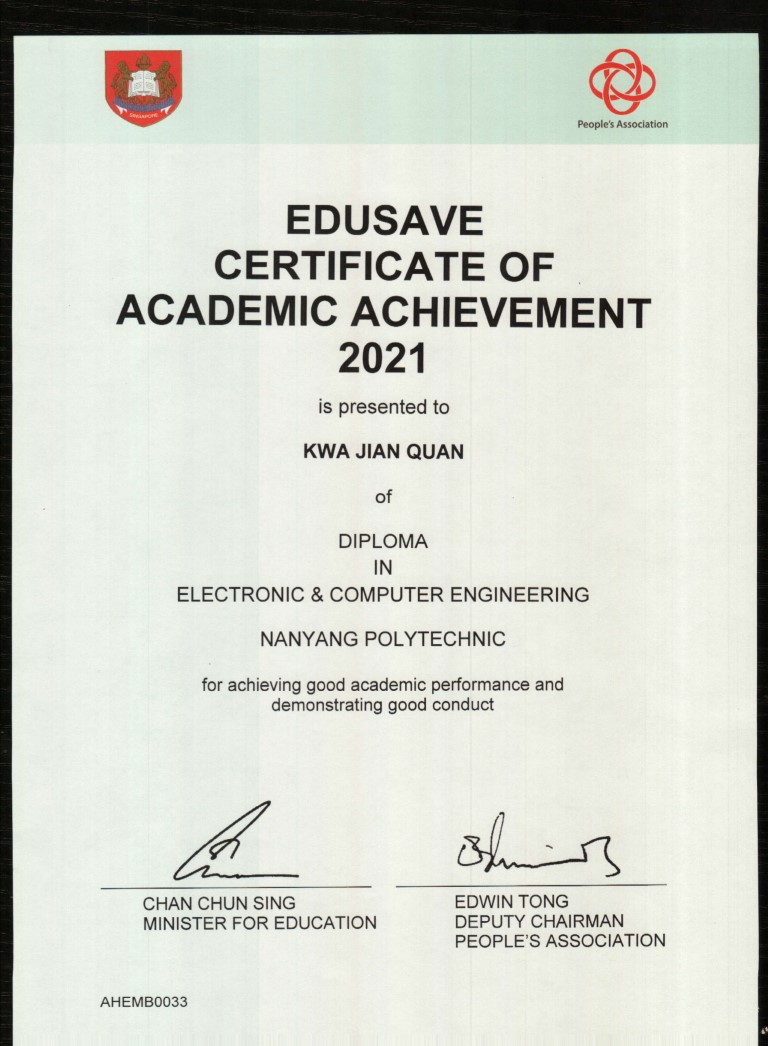 SINGAPORE
People's Association
EDUSAVE
CERTIFICATE OF
ACADEMIC ACHIEVEMENT
2021
is presented to
KWA JIAN QUAN
of
DIPLOMA
IN
ELECTRONIC & COMPUTER ENGINEERING
NANYANG POLYTECHNIC
for achieving good academic performance and
demonstrating good conduct
CHAN CHUN SING
MINISTER FOR EDUCATION
EDWIN TONG
DEPUTY CHAIRMAN
PEOPLE'S ASSOCIATION
AHEMB0033